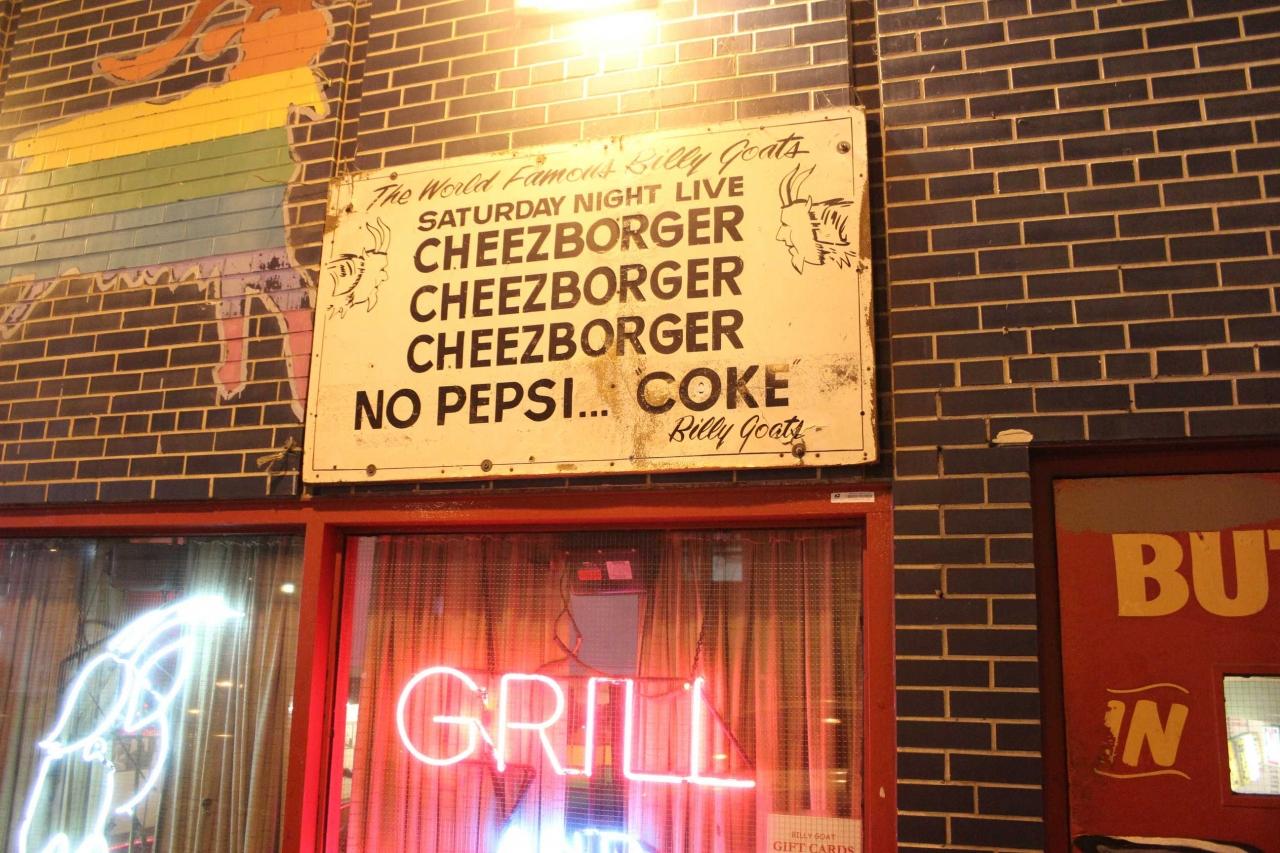 The World Famous Billy Goats
SATURDAY NIGHT LIVE
CHEEZBORGER
CHEEZBORGER
CHEEZBORGER
NO PEPSI... "COKE"
Billy Goats
GRILL
BILLY GOAT
GIFT CARDS
BUT
IN